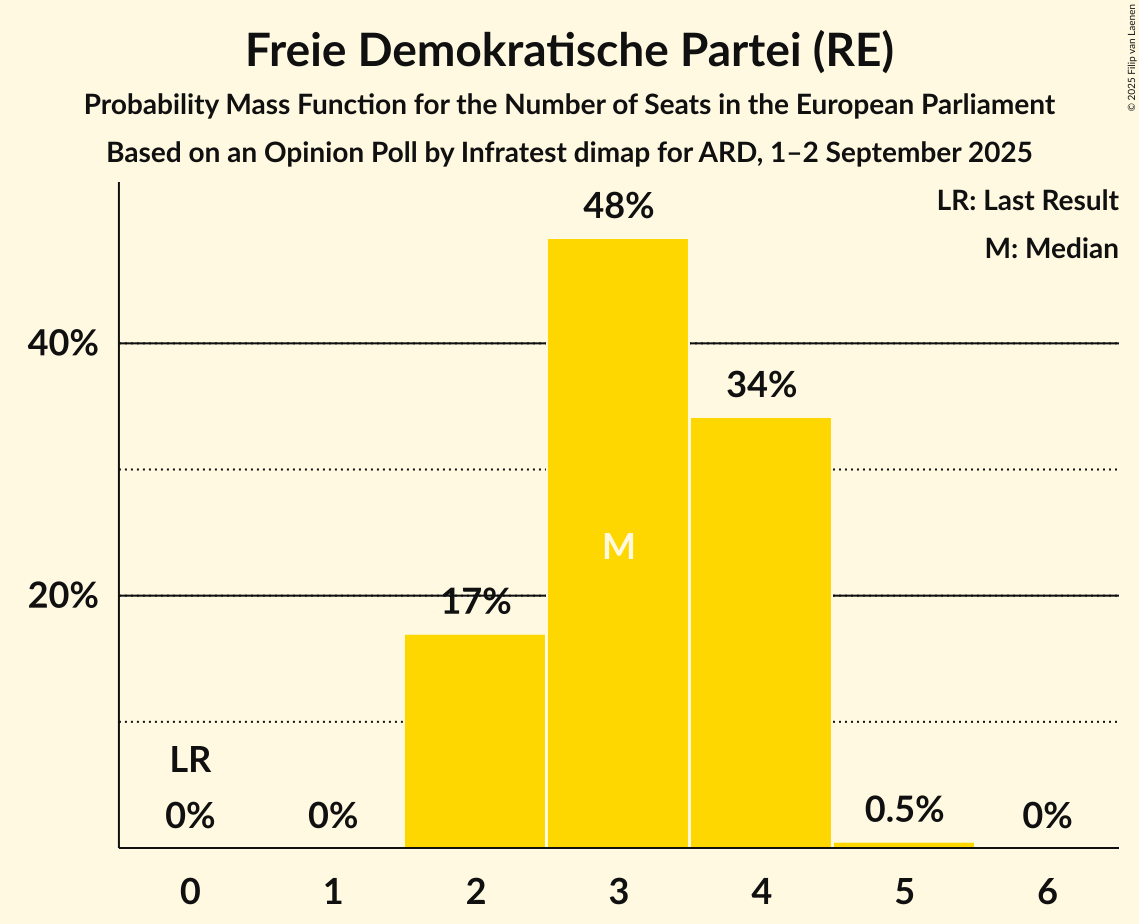 Freie Demokratische Partei (RE)
Probability Mass Function for the Number of Seats in the European Parliament
Based on an Opinion Poll by Infratest dimap for ARD, 1–2 September 2025
© 2025 Filip van Laenen
LR: Last Result
M: Median
48%
40%
34%
M
20%
17%
LR
0%
0%
0.5%
0%
0
1
2
3
4
5
6